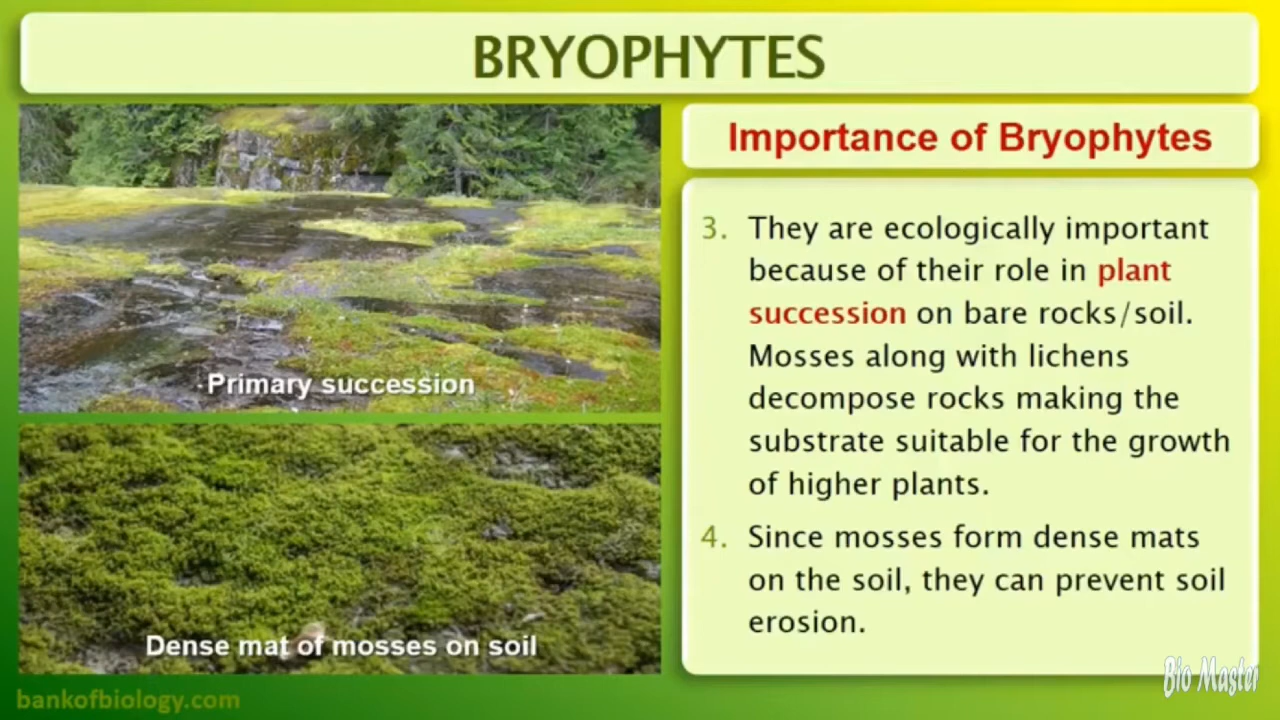 BRYOPHYTES
Primary succession
Dense mat of mosses on soil
Importance of Bryophytes
3. They are ecologically important
because of their role in plant
succession on bare rocks/soil.
Mosses along with lichens
decompose rocks making the
substrate suitable for the growth
of higher plants.
4. Since mosses form dense mats
on the soil, they can prevent soil
erosion.
bankofbiology.com
Bio Master